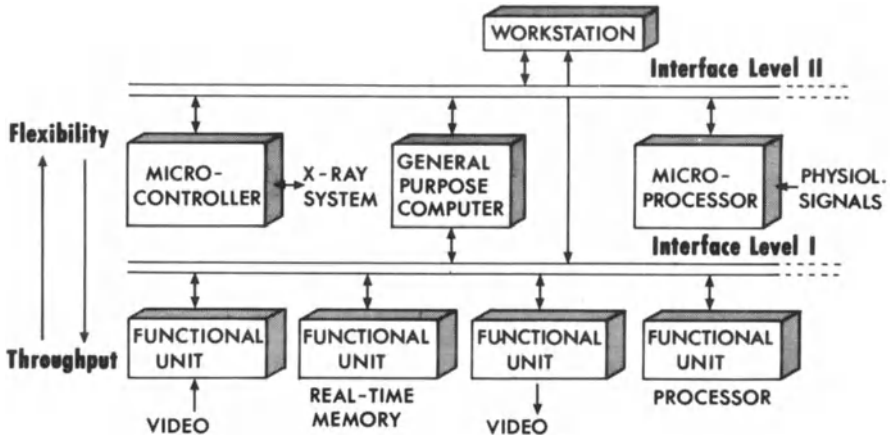 WORKSTATION
Interface Level II
Flexibility
MICRO-
CONTROLLER
X-RAY
SYSTEM
GENERAL
PURPOSE
COMPUTER
MICRO-
PROCESSOR
PHYSIOL.
SIGNALS
Interface Level I
Throughput
FUNCTIONAL
UNIT
FUNCTIONAL
UNIT
FUNCTIONAL
UNIT
FUNCTIONAL
UNIT
VIDEO
REAL-TIME
MEMORY
VIDEO
PROCESSOR